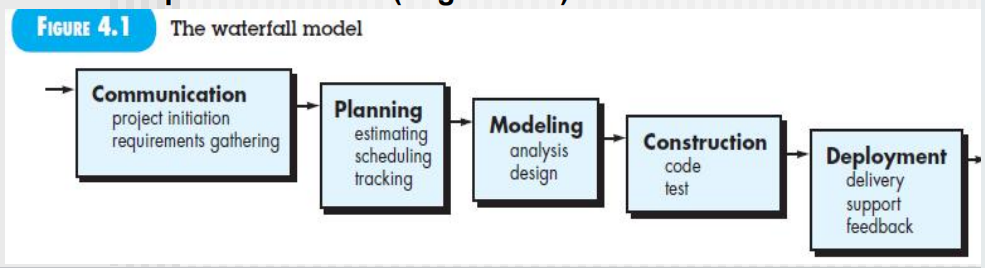 FIGURE 4.1 The waterfall model
Communication
project initiation
requirements gathering
Planning
estimating
scheduling
tracking
Modeling
analysis
design
Construction
code
test
Deployment
delivery
support
feedback